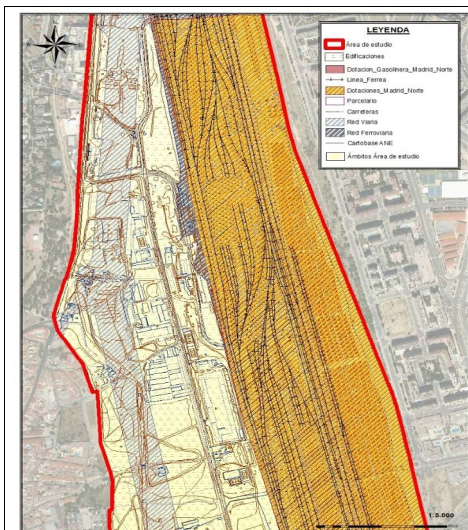 LEYENDA
Área de estudio
Edificaciones
Dotacion_Gasolinera_Madrid_Norte
Linea_Ferrea
Dotaciones_Madrid_Norte
Parcelario
Carreteras
Red Viaria
Red Ferroviaria
Cartobase ANE
Ámbitos Área de estudio
1:5.000